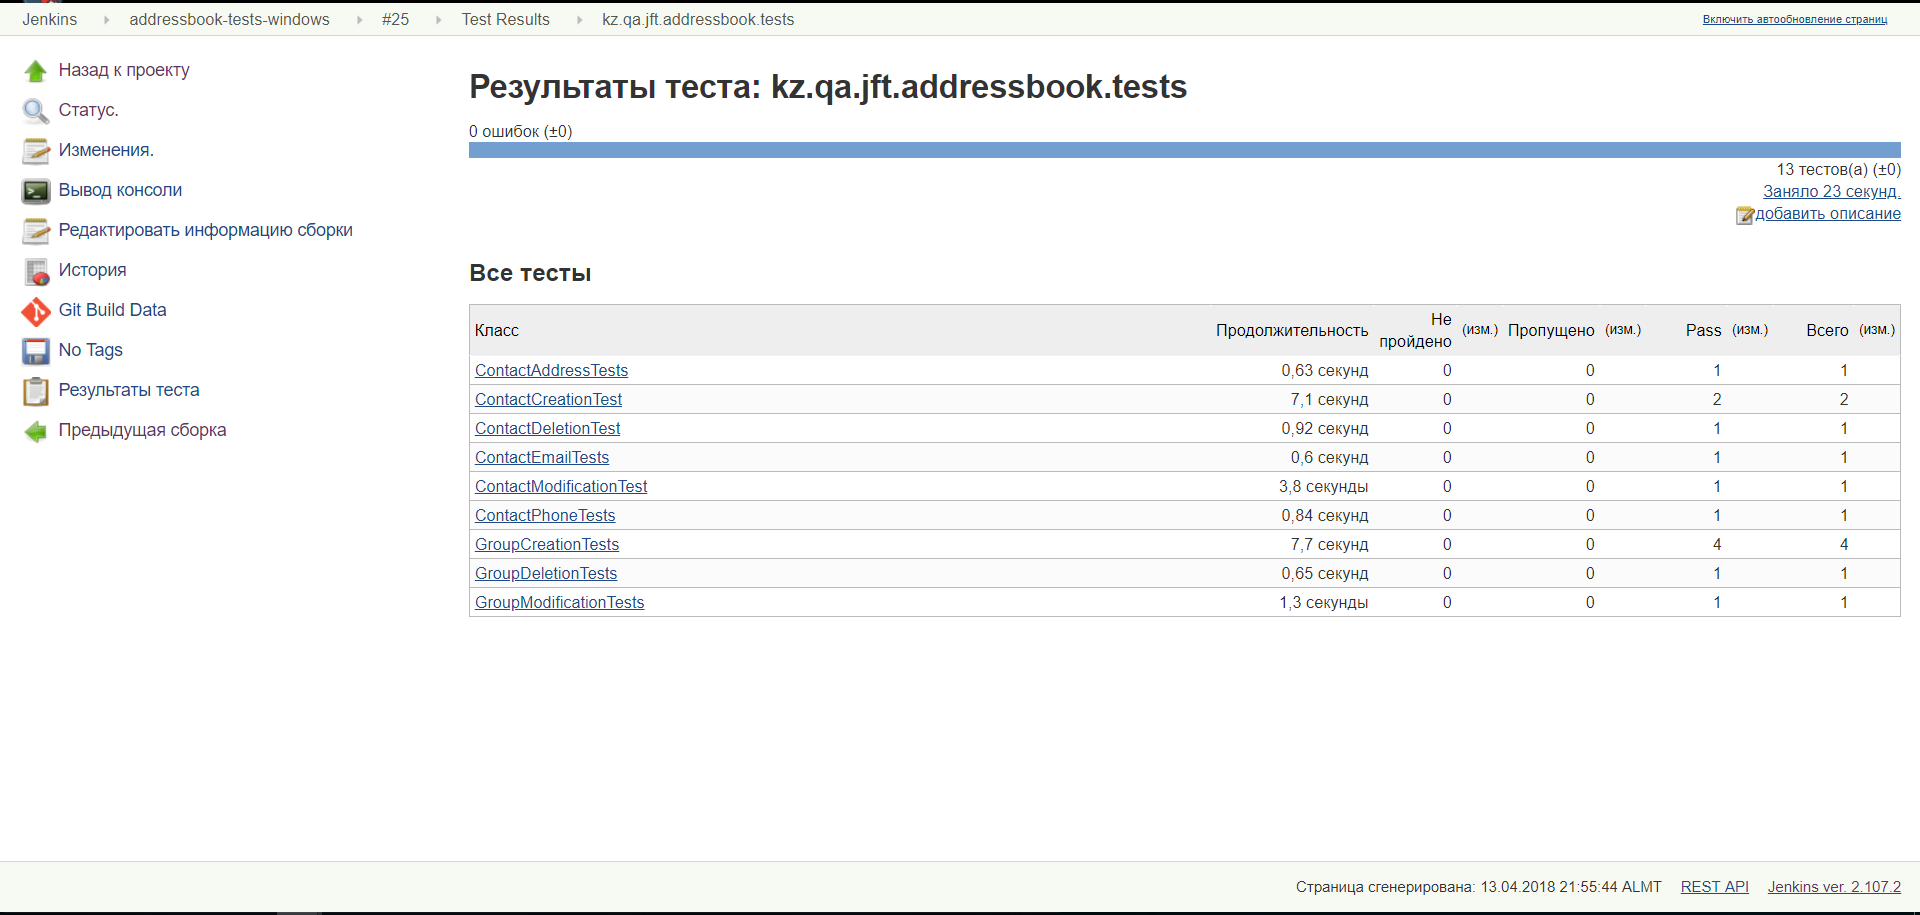 Jenkins addressbook-tests-windows #25 Test Results kz.qa.jft.addressbook.tests Включить автообновление страниц
Назад к проекту
Статус.
Изменения.
Вывод консоли
Редактировать информацию сборки
История
Git Build Data
No Tags
Результаты теста
Предыдущая сборка
Результаты теста: kz.qa.jft.addressbook.tests
0 ошибок (±0)
13 тестов(а) (±0)
Заняло 23 секунд.
добавить описание
Все тесты
Класс Продолжительность Не пройдено (изм.) Пропущено (изм.) Pass (изм.) Всего (изм.)
ContactAddressTests 0,63 секунд 0 0 1 1
ContactCreationTest 7,1 секунд 0 0 2 2
ContactDeletionTest 0,92 секунд 0 0 1 1
ContactEmailTests 0,6 секунд 0 0 1 1
ContactModificationTest 3,8 секунды 0 0 1 1
ContactPhoneTests 0,84 секунд 0 0 1 1
GroupCreationTests 7,7 секунд 0 0 4 4
GroupDeletionTests 0,65 секунд 0 0 1 1
GroupModificationTests 1,3 секунды 0 0 1 1
Страница сгенерирована: 13.04.2018 21:55:44 ALMT REST API Jenkins ver. 2.107.2